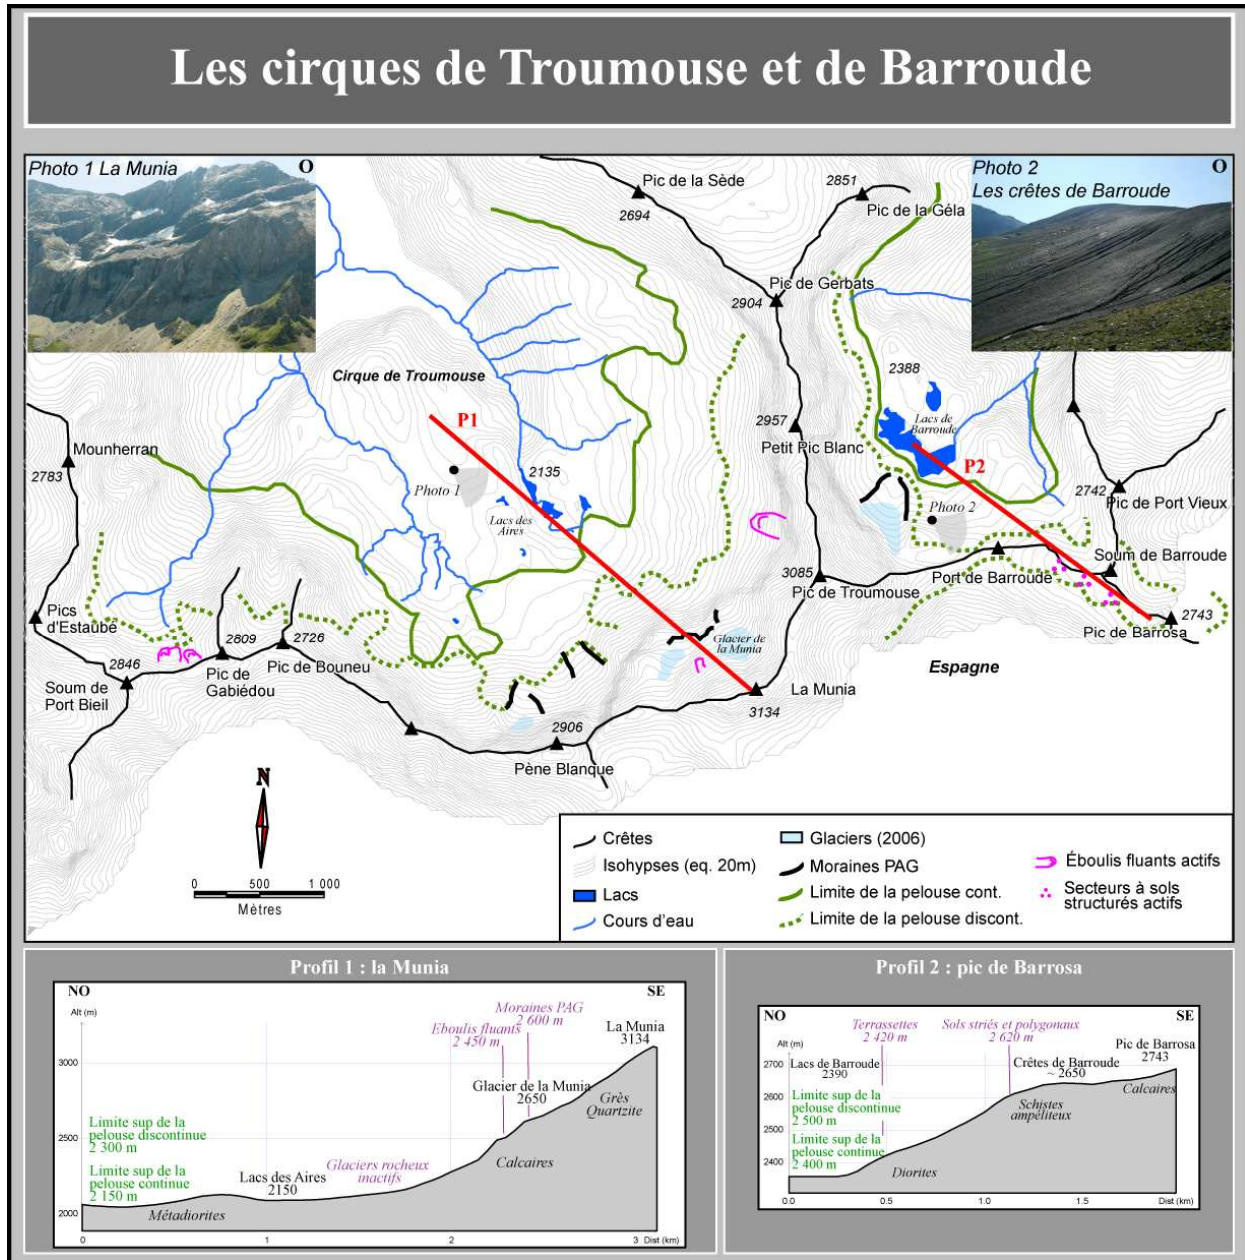 Les cirques de Troumouse et de Barroude
Photo 1 La Munia
O
Photo 2
O
Les crêtes de Barroude
Pic de la Sède
2694
2851
Pic de la Géla
Pic de Gerbats
2904
Cirque de Troumouse
P1
2388
Lacs de
Barroude
2957
Petit Pic Blanc
P2
Mounherran
2783
Photo 1
2135
Lacs des
Aires
2742
Pic de Port Vieux
Photo 2
Soum de Barroude
Port de Barroude
3085
Pic de Troumouse
2743
Pic de Barrosa
Pics
d'Estaubé
2609
2726
Pic de Bouneu
Pic de
Gabiédou
2846
Soum de
Port Bieil
Glacier de
la Munia
Espagne
La Munia
3134
2906
Pène Blanque
N
0 500 1 000
Mètres
Crêtes
Isohypses (eq. 20m)
Lacs
Cours d'eau
Glaciers (2006)
Moraines PAG
Limite de la pelouse cont.
Limite de la pelouse discont.
Éboulis fluants actifs
Secteurs à sols
structurés actifs
Profil 1 : la Munia
NO
SE
Alt (m)
3000
2500
2000
Moraines PAG
2 600 m
Eboulis fluants
2 450 m
La Munia
3134
Glacier de la Munia
2650
Grès
Quartzite
Limite sup de la
pelouse discontinue
2 300 m
Limite sup de la
pelouse continue
2 150 m
Lacs des Aires
2150
Glaciers rocheux
inactifs
Calcaires
Métadiorites
0 1 2 3 Dist (km)
Profil 2 : pic de Barrosa
NO
SE
Alt (m)
2700
2600
2500
2400
Terrassettes
2 420 m
Sols striés et polygonaux
2 620 m
Pic de Barrosa
2743
Lacs de Barroude
2390
Crêtes de Barroude
~ 2650
Calcaires
Limite sup de la
pelouse discontinue
2 500 m
Limite sup de la
pelouse continue
2 400 m
Schistes
ampéliteux
Diorites
0.0 0.5 1.0 1.5 Dist (km)